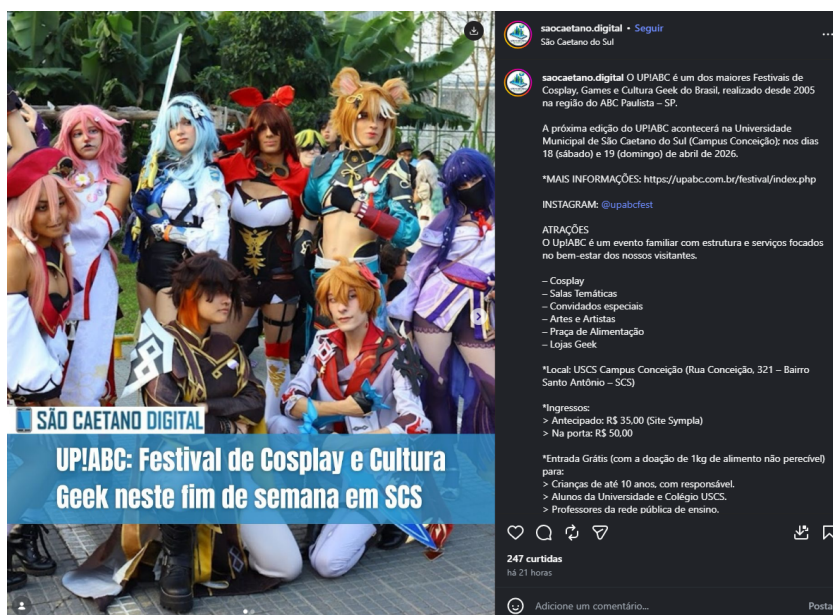 SÃO CAETANO DIGITAL
UP!ABC: Festival de Cosplay e Cultura
Geek neste fim de semana em SCS
saocaetano.digital • Seguir
São Caetano do Sul
saocaetano.digital O UP!ABC é um dos maiores Festivais de
Cosplay, Games e Cultura Geek do Brasil, realizado desde 2005
na região do ABC Paulista – SP.
A próxima edição do UP!ABC acontecerá na Universidade
Municipal de São Caetano do Sul (Campus Conceição); nos dias
18 (sábado) e 19 (domingo) de abril de 2026.
*MAIS INFORMAÇÕES: https://upabc.com.br/festival/index.php
INSTAGRAM: @upabcfest
ATRAÇÕES
O Up!ABC é um evento familiar com estrutura e serviços focados
no bem-estar dos nossos visitantes.
– Cosplay
– Salas Temáticas
– Convidados especiais
– Artes e Artistas
– Praça de Alimentação
– Lojas Geek
*Local: USCS Campus Conceição (Rua Conceição, 321 – Bairro
Santo Antônio – SCS)
*Ingressos:
> Antecipado: R$ 35,00 (Site Sympla)
> Na porta: R$ 50,00
*Entrada Grátis (com a doação de 1kg de alimento não perecível)
para:
> Crianças de até 10 anos, com responsável.
> Alunos da Universidade e Colégio USCS.
> Professores da rede pública de ensino.
247 curtidas
há 21 horas
Adicione um comentário...
Posta